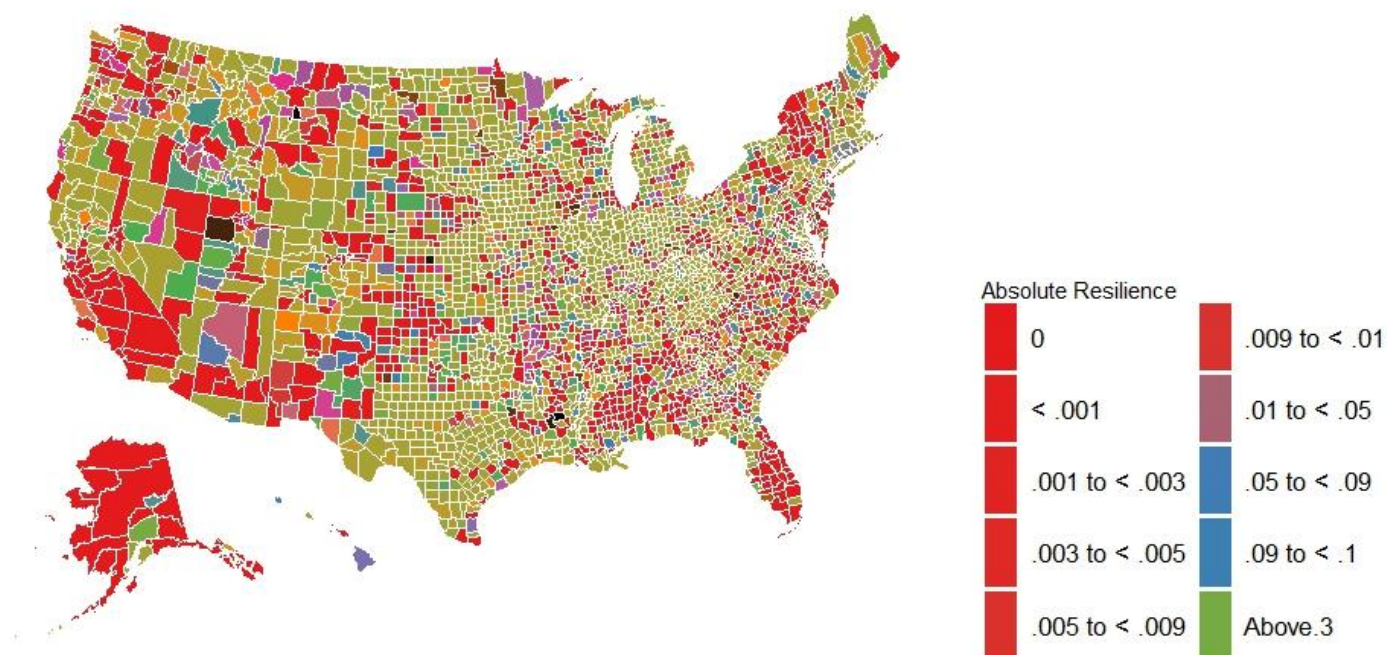 Absolute Resilience
0
< .001
.001 to < .003
.003 to < .005
.005 to < .009
.009 to < .01
.01 to < .05
.05 to < .09
.09 to < .1
Above.3